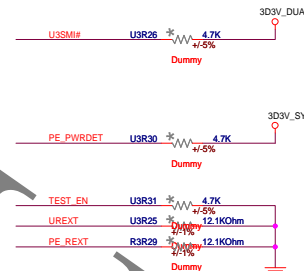 3D3V_DUA
U3SMI# U3R26 * 4.7K
+/-5%
Dummy
3D3V_SY
PE_PWRDET U3R30 * 4.7K
+/-5%
Dummy
TEST_EN U3R31 * 4.7K
+/-5%
UREXT U3R25 * Dummy 12.1KOhm
+/-1%
PE_REXT R3R29 * Dummy 12.1KOhm
+/-1%
Dummy